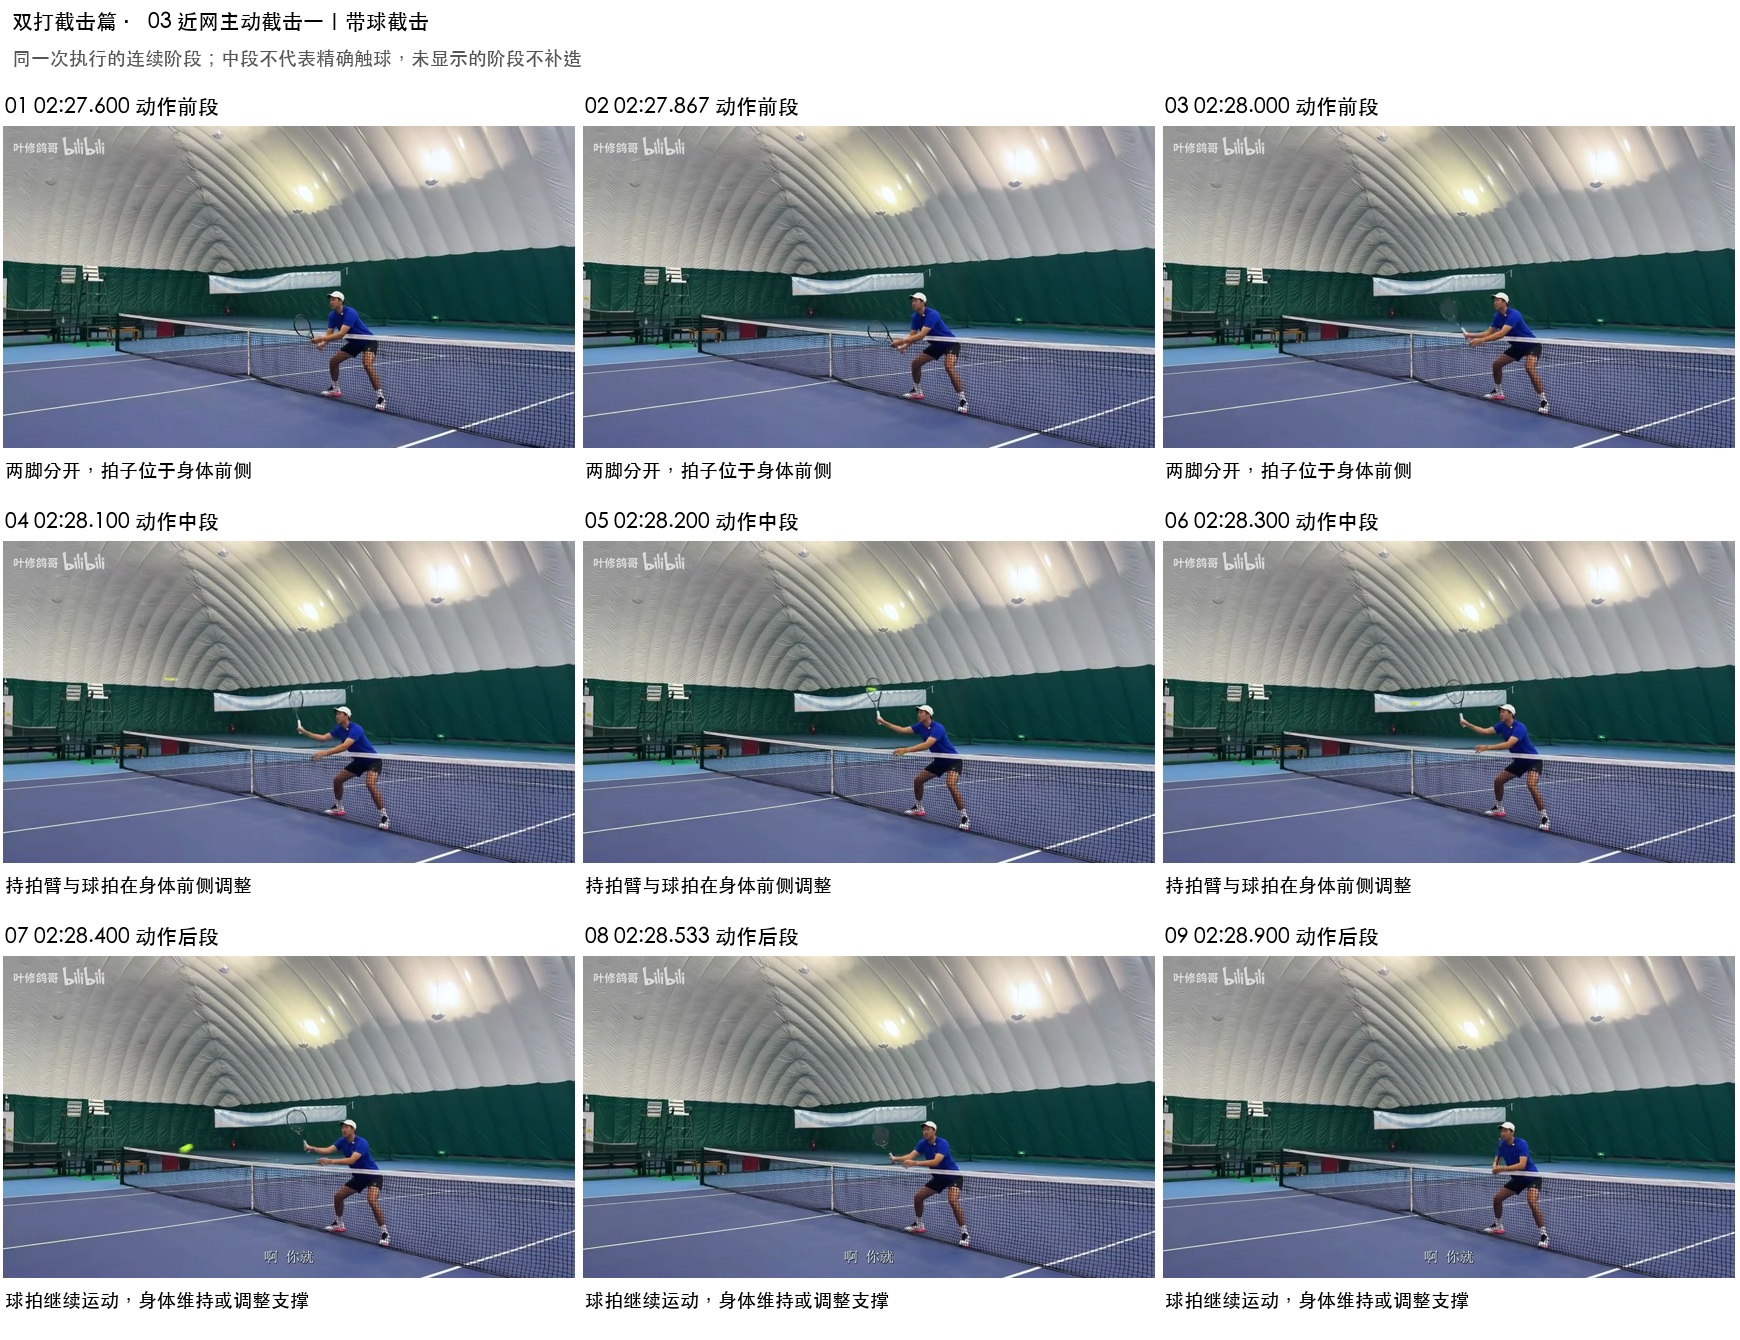 双打截击篇· 03 近网主动截击一丨带球截击
同一次执行的连续阶段；中段不代表精确触球，未显示的阶段不补造
01 02:27.600 动作前段
02 02:27.867 动作前段
03 02:28.000 动作前段
叶修鸽哥 bilibili
叶修鸽哥 bilibili
叶修鸽哥 bilibili
两脚分开，拍子位于身体前侧
两脚分开，拍子位于身体前侧
两脚分开，拍子位于身体前侧
04 02:28.100 动作中段
05 02:28.200 动作中段
06 02:28.300 动作中段
叶修鸽哥 bilibili
叶修鸽哥 bilibili
叶修鸽哥 bilibili
持拍臂与球拍在身体前侧调整
持拍臂与球拍在身体前侧调整
持拍臂与球拍在身体前侧调整
07 02:28.400 动作后段
08 02:28.533 动作后段
09 02:28.900 动作后段
叶修鸽哥 bilibili
叶修鸽哥 bilibili
叶修鸽哥 bilibili
啊 你就
啊 你就
啊 你就
球拍继续运动，身体维持或调整支撑
球拍继续运动，身体维持或调整支撑
球拍继续运动，身体维持或调整支撑